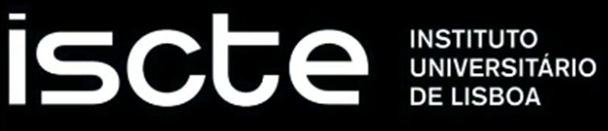 iscte
INSTITUTO
UNIVERSITÁRIO
DE LISBOA